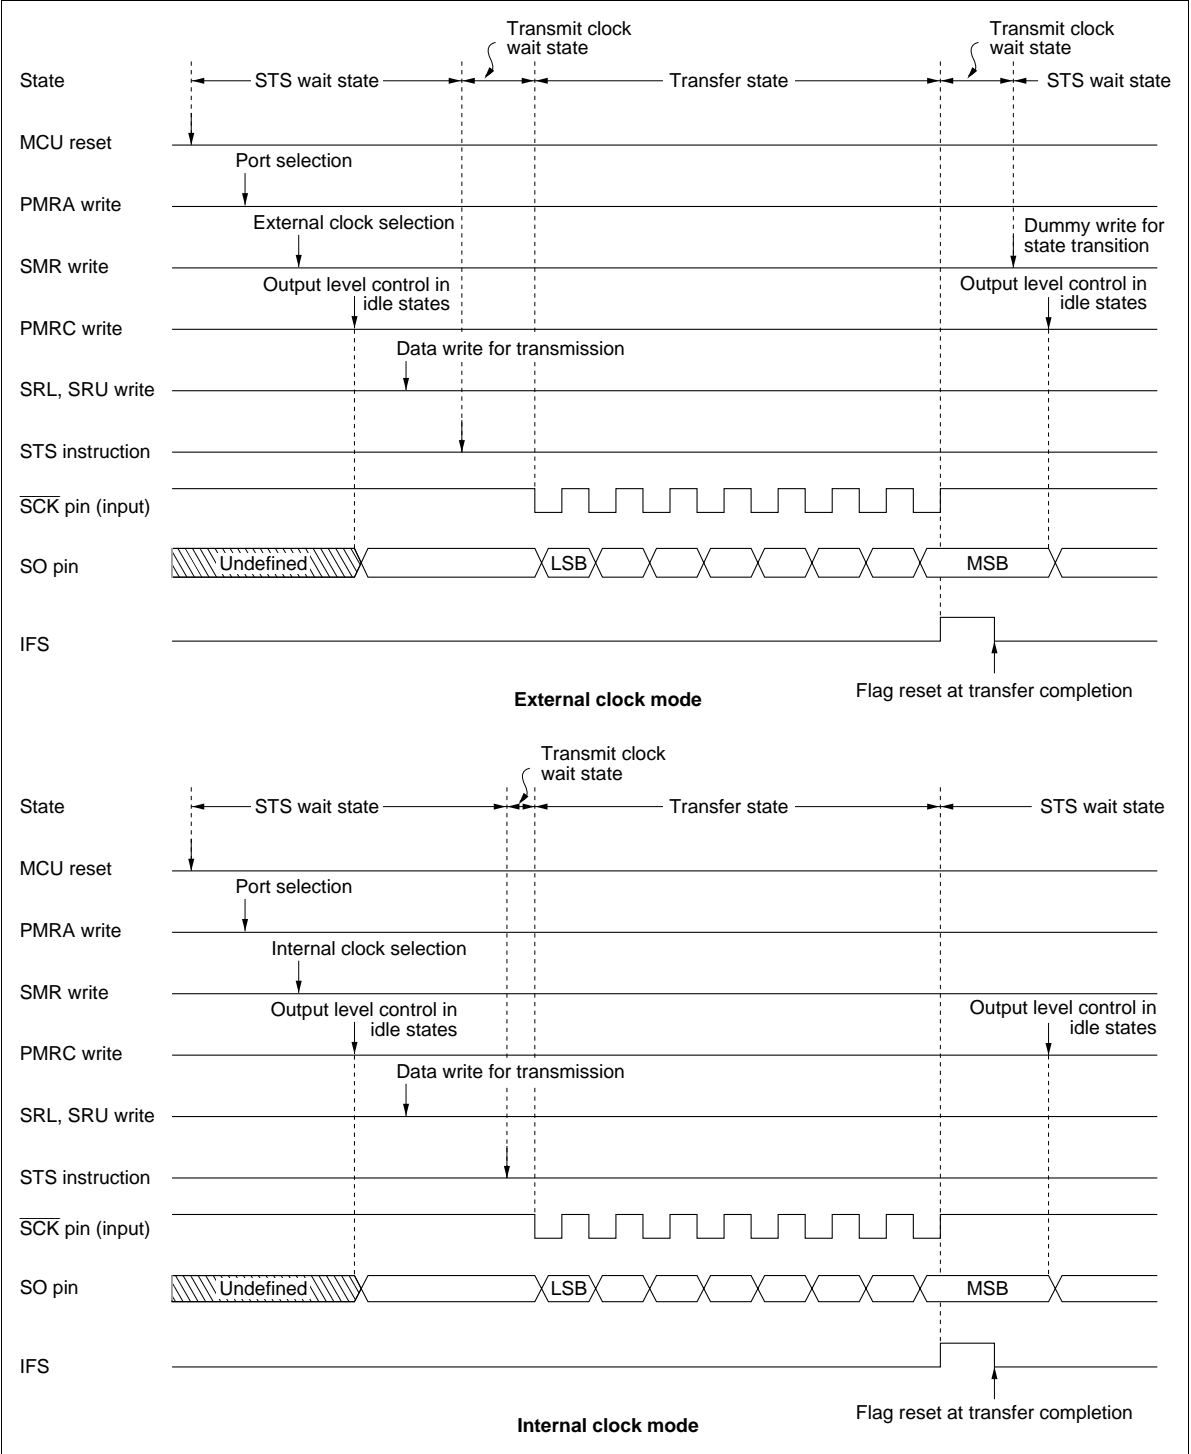 Transmit clock
wait state
Transmit clock
wait state
State
STS wait state
Transfer state
STS wait state
MCU reset
Port selection
PMRA write
External clock selection
Dummy write for
state transition
SMR write
Output level control in
idle states
Output level control in
idle states
PMRC write
Data write for transmission
SRL, SRU write
STS instruction
SCK pin (input)
SO pin
Undefined
LSB
MSB
IFS
Flag reset at transfer completion
External clock mode
Transmit clock
wait state
State
STS wait state
Transfer state
STS wait state
MCU reset
Port selection
PMRA write
Internal clock selection
SMR write
Output level control in
idle states
Output level control in
idle states
PMRC write
Data write for transmission
SRL, SRU write
STS instruction
SCK pin (input)
SO pin
Undefined
LSB
MSB
IFS
Flag reset at transfer completion
Internal clock mode